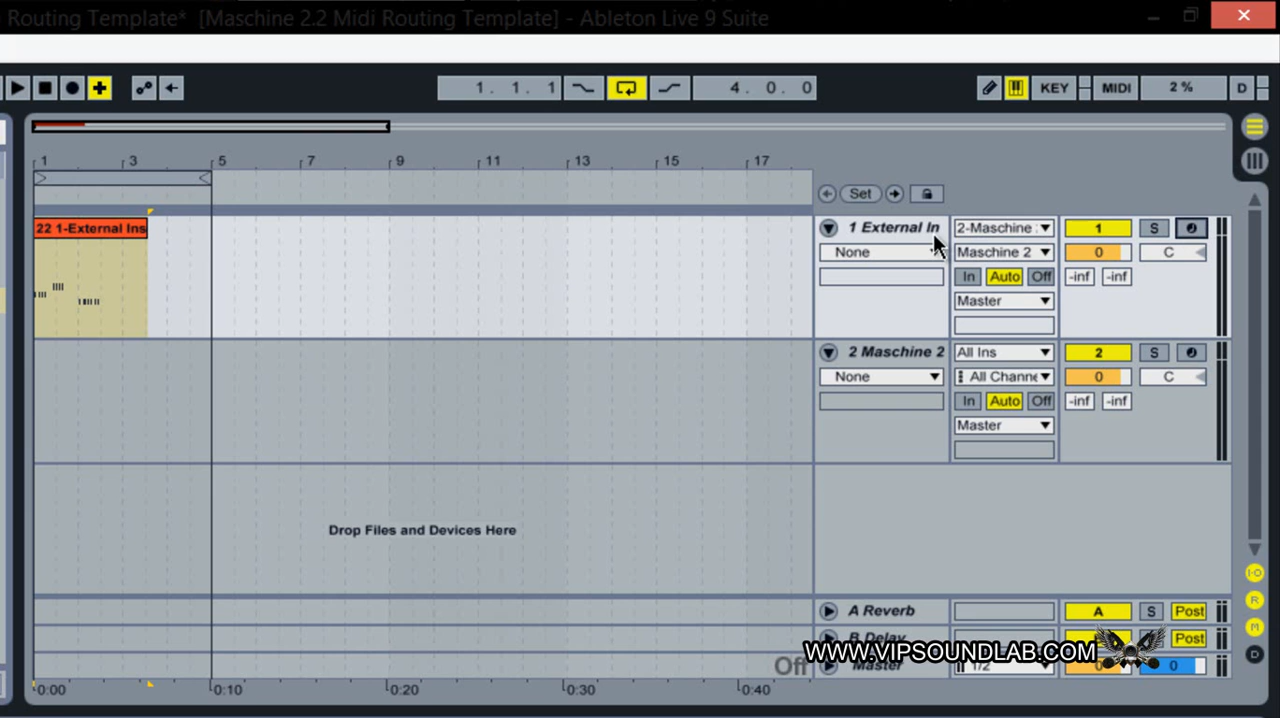 Routing Template* [Maschine 2.2 Midi Routing Template] - Ableton Live 9 Suite
1. 1. 1 4. 0. 0 KEY MIDI 2 % D
1 3 5 7 9 11 13 15 17
Set
22 1-External Ins 1 External In 2-Maschine 1 S
None Maschine 2 0 C
In Auto Off -inf -inf
Master
2 Maschine 2 All Ins 2 S
None All Channe 0 C
In Auto Off -inf -inf
Master
Drop Files and Devices Here
I-O
A Reverb A S Post R
B Delay Post M
WWW.VIPSOUNDLAB.COM
D
Off Master 1/2 0 0
0:00 0:10 0:20 0:30 0:40